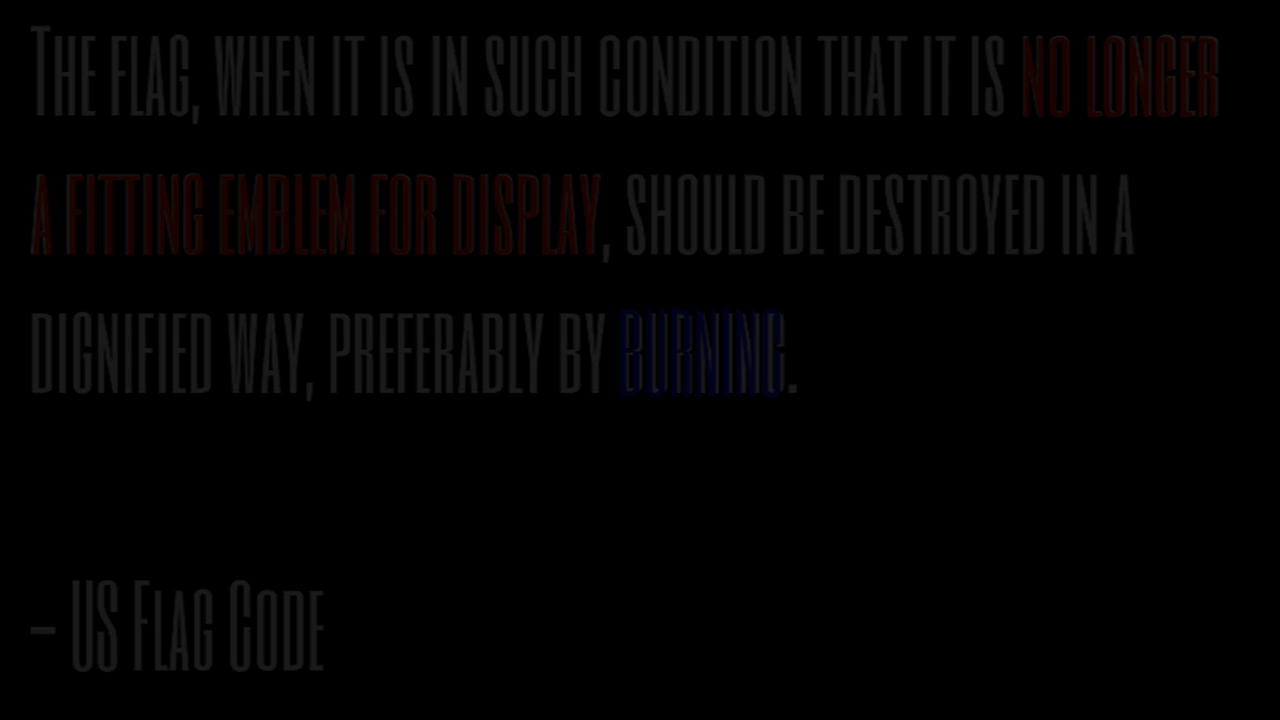 The flag, when it is in such condition that it is no longer
a fitting emblem for display, should be destroyed in a
dignified way, preferably by burning.
– US Flag Code